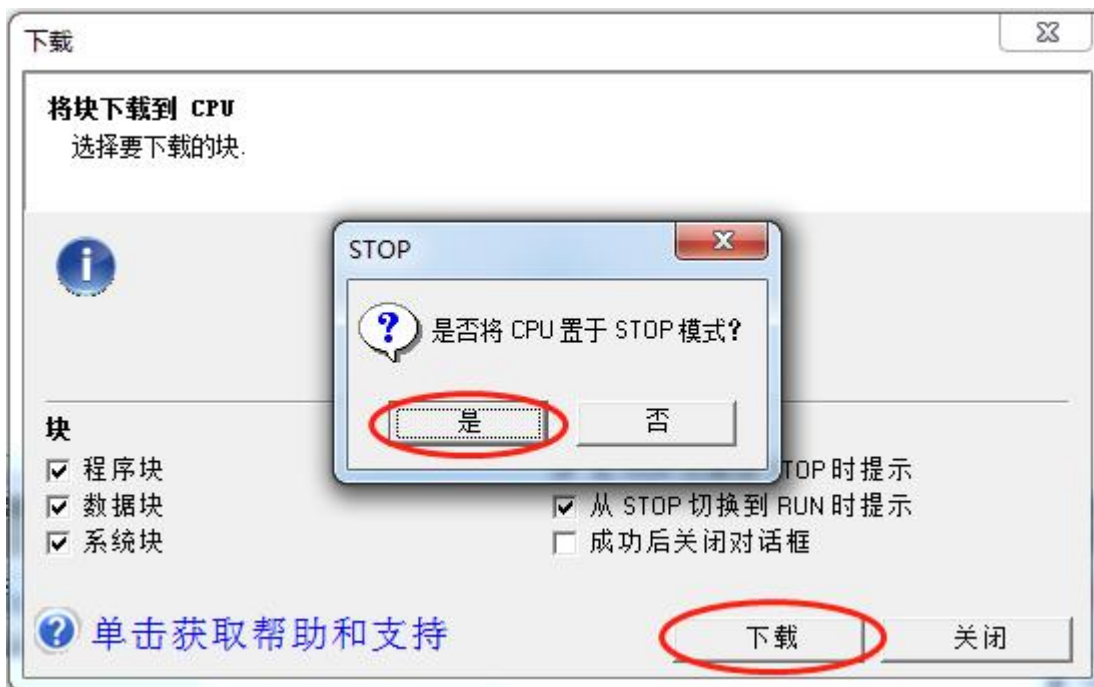 下载
将块下载到 CPU
选择要下载的块.
STOP
是否将 CPU 置于 STOP 模式?
是 否
块
程序块 TOP 时提示
数据块 从 STOP 切换到 RUN 时提示
系统块 成功后关闭对话框
单击获取帮助和支持 下载 关闭